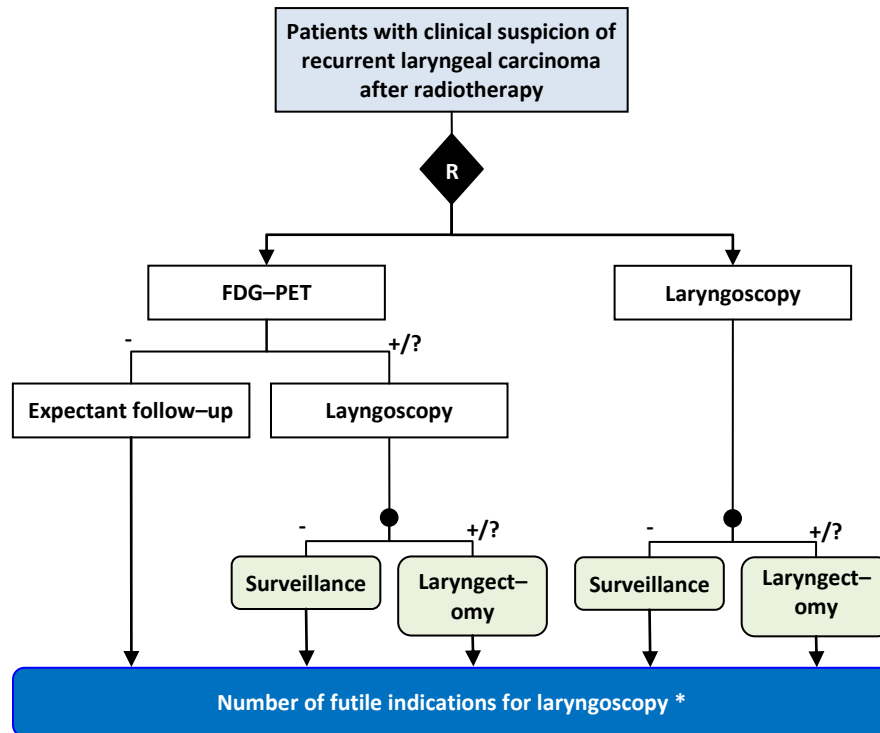 Patients with clinical suspicion of
recurrent laryngeal carcinoma
after radiotherapy
R
FDG–PET
Laryngoscopy
-
+/?
Expectant follow–up
Layngoscopy
-
+/?
-
+/?
Surveillance
Laryngect–
omy
Surveillance
Laryngect–
omy
Number of futile indications for laryngoscopy *